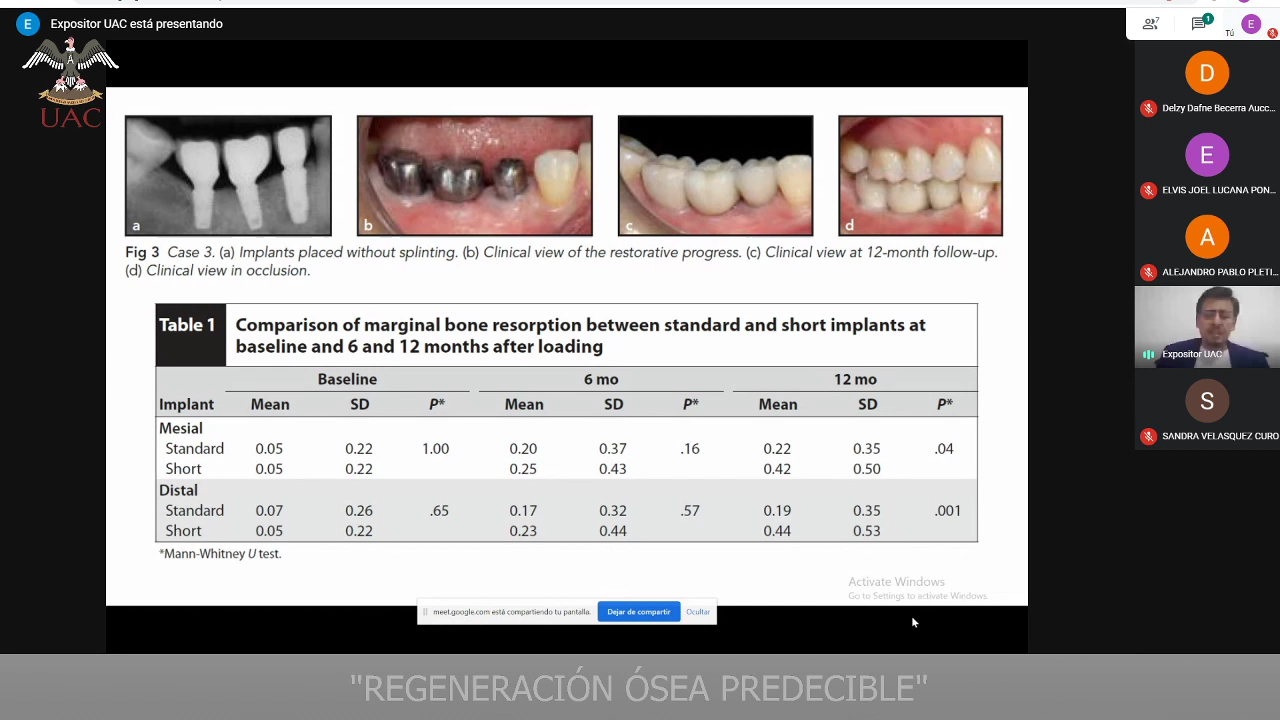 E Expositor UAC está presentando
7
1
Tú
E
UAC
D
Delzy Dafne Becerra Aucc...
E
ELVIS JOEL LUCANA PON...
A
ALEJANDRO PABLO PLETI...
Expositor UAC
S
SANDRA VELASQUEZ CURO
a
b
c
d
Fig 3 Case 3. (a) Implants placed without splinting. (b) Clinical view of the restorative progress. (c) Clinical view at 12-month follow-up.
(d) Clinical view in occlusion.
Table 1 Comparison of marginal bone resorption between standard and short implants at
baseline and 6 and 12 months after loading
Baseline 6 mo 12 mo
Implant Mean SD P* Mean SD P* Mean SD P*
Mesial
Standard 0.05 0.22 1.00 0.20 0.37 .16 0.22 0.35 .04
Short 0.05 0.22 0.25 0.43 0.42 0.50
Distal
Standard 0.07 0.26 .65 0.17 0.32 .57 0.19 0.35 .001
Short 0.05 0.22 0.23 0.44 0.44 0.53
*Mann-Whitney U test.
Activate Windows
Go to Settings to activate Windows.
meet.google.com está compartiendo tu pantalla. Dejar de compartir Ocultar
"REGENERACIÓN ÓSEA PREDECIBLE"